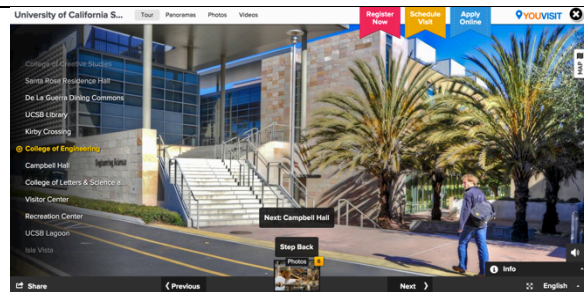 University of California S...
Tour
Panoramas
Photos
Videos
Register
Now
Schedule
Visit
Apply
Online
YOUVISIT
MAP
College of Creative Studies
Santa Rose Residence Hall
De La Guerra Dining Commons
UCSB Library
Kirby Crossing
College of Engineering
Campbell Hall
College of Letters & Science a...
Visitor Center
Recreation Center
UCSB Lagoon
Isla Vista
Engineering Science
Next: Campbell Hall
Step Back
Photos 6
Info
Share
Previous
Next
English